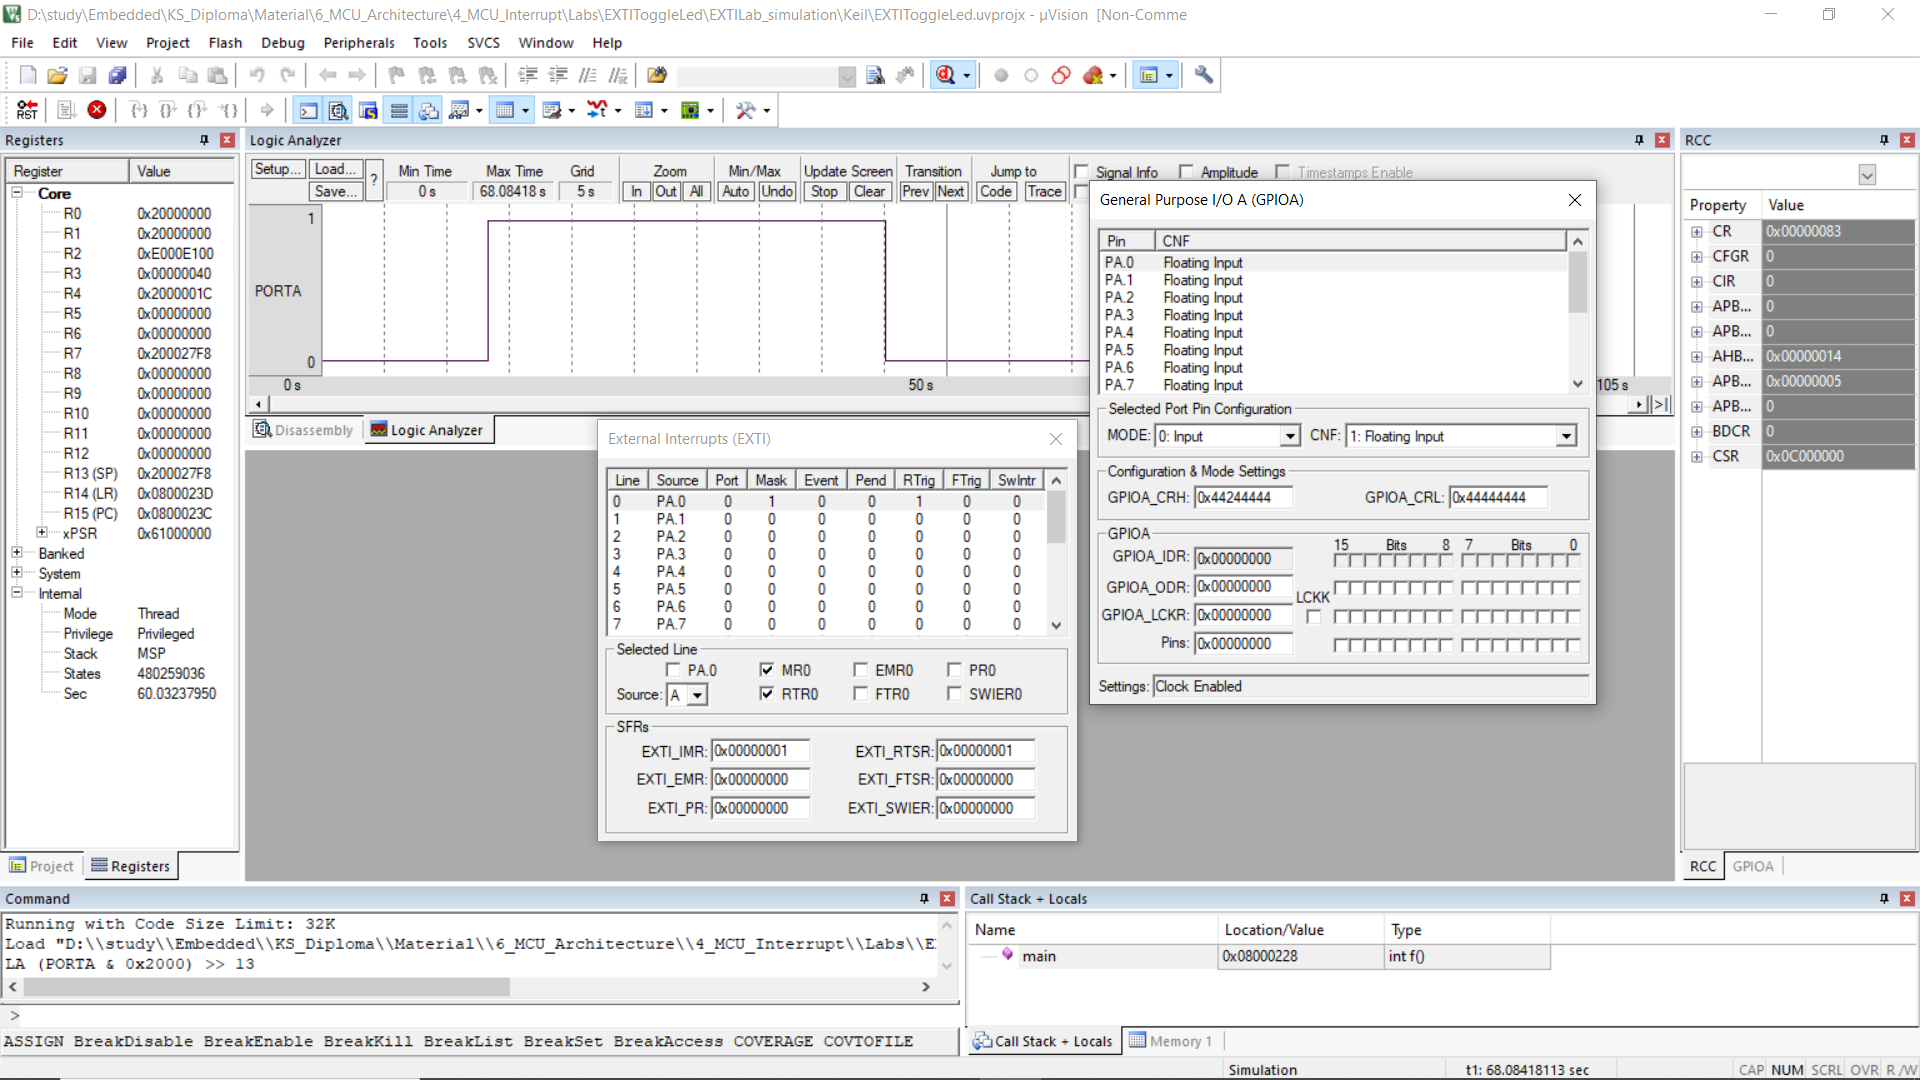 D:\study\Embedded\KS_Diploma\Material\6_MCU_Architecture\4_MCU_Interrupt\Labs\EXTIToggleLed\EXTILab_simulation\Keil\EXTIToggleLed.uvprojx - µVision [Non-Comme
File Edit View Project Flash Debug Peripherals Tools SVCS Window Help
RST
Registers
Register Value
Core
R0 0x20000000
R1 0x20000000
R2 0xE000E100
R3 0x00000040
R4 0x2000001C
R5 0x00000000
R6 0x00000000
R7 0x200027F8
R8 0x00000000
R9 0x00000000
R10 0x00000000
R11 0x00000000
R12 0x00000000
R13 (SP) 0x200027F8
R14 (LR) 0x0800023D
R15 (PC) 0x0800023C
xPSR 0x61000000
Banked
System
Internal
Mode Thread
Privilege Privileged
Stack MSP
States 480259036
Sec 60.03237950
Project Registers
Logic Analyzer
Setup... Load... Save... ?
Min Time Max Time Grid Zoom Min/Max Update Screen Transition Jump to Signal Info Amplitude Timestamps Enable
0 s 68.08418 s 5 s In Out All Auto Undo Stop Clear Prev Next Code Trace
1
PORTA
0
0 s 50 s 105 s
Disassembly Logic Analyzer
External Interrupts (EXTI)
Line Source Port Mask Event Pend RTrig FTrig SwIntr
0 PA.0 0 1 0 0 1 0 0
1 PA.1 0 0 0 0 0 0 0
2 PA.2 0 0 0 0 0 0 0
3 PA.3 0 0 0 0 0 0 0
4 PA.4 0 0 0 0 0 0 0
5 PA.5 0 0 0 0 0 0 0
6 PA.6 0 0 0 0 0 0 0
7 PA.7 0 0 0 0 0 0 0
Selected Line
PA.0 MR0 EMR0 PR0
Source: A RTR0 FTR0 SWIER0
SFRs
EXTI_IMR: 0x00000001 EXTI_RTSR: 0x00000001
EXTI_EMR: 0x00000000 EXTI_FTSR: 0x00000000
EXTI_PR: 0x00000000 EXTI_SWIER: 0x00000000
General Purpose I/O A (GPIOA)
Pin CNF
PA.0 Floating Input
PA.1 Floating Input
PA.2 Floating Input
PA.3 Floating Input
PA.4 Floating Input
PA.5 Floating Input
PA.6 Floating Input
PA.7 Floating Input
Selected Port Pin Configuration
MODE: 0: Input CNF: 1: Floating Input
Configuration & Mode Settings
GPIOA_CRH: 0x44244444 GPIOA_CRL: 0x44444444
GPIOA
15 Bits 8 7 Bits 0
GPIOA_IDR: 0x00000000
GPIOA_ODR: 0x00000000
LCKK
GPIOA_LCKR: 0x00000000
Pins: 0x00000000
Settings: Clock Enabled
RCC
Property Value
CR 0x00000083
CFGR 0
CIR 0
APB... 0
APB... 0
AHB... 0x00000014
APB... 0x00000005
APB... 0
BDCR 0
CSR 0x0C000000
RCC GPIOA
Command
Running with Code Size Limit: 32K
Load "D:\\study\\Embedded\\KS_Diploma\\Material\\6_MCU_Architecture\\4_MCU_Interrupt\\Labs\\E
LA (PORTA & 0x2000) >> 13
>
ASSIGN BreakDisable BreakEnable BreakKill BreakList BreakSet BreakAccess COVERAGE COVTOFILE
Call Stack + Locals
Name Location/Value Type
main 0x08000228 int f()
Call Stack + Locals Memory 1
Simulation t1: 68.08418113 sec CAP NUM SCRL OVR R /W